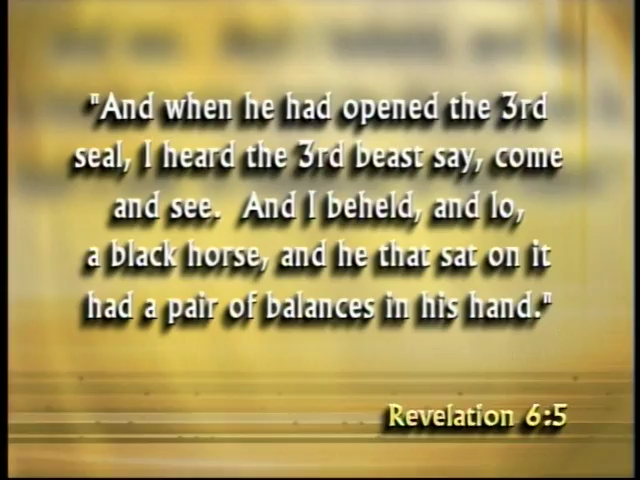 "And when he had opened the 3rd
seal, I heard the 3rd beast say, come
and see.  And I beheld, and lo,
a black horse, and he that sat on it
had a pair of balances in his hand."
Revelation 6:5